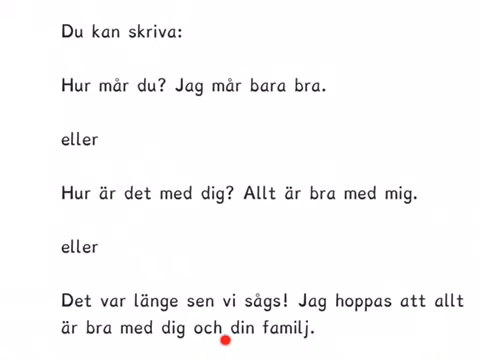 Du kan skriva:
Hur mår du? Jag mår bara bra.
eller
Hur är det med dig? Allt är bra med mig.
eller
Det var länge sen vi sågs! Jag hoppas att allt
är bra med dig och din familj.